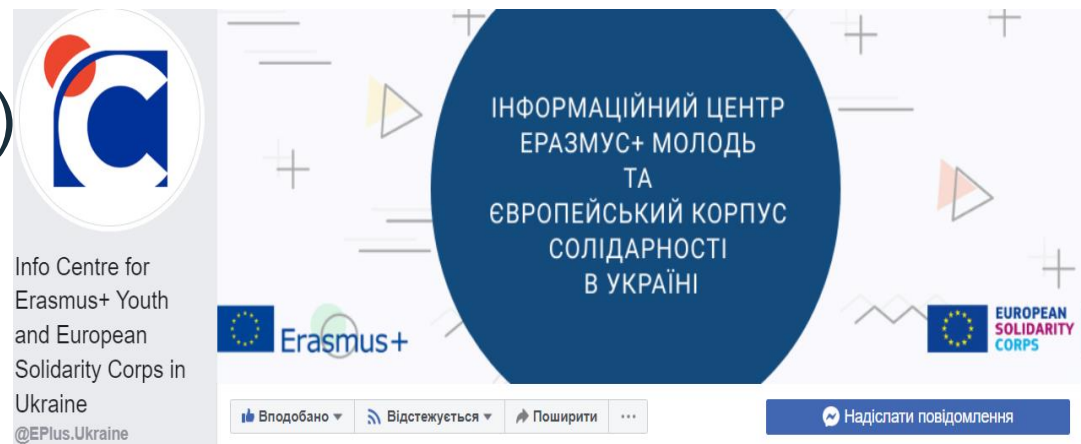 Info Centre for
Erasmus+ Youth
and European
Solidarity Corps in
Ukraine
@EPlus.Ukraine
ІНФОРМАЦІЙНИЙ ЦЕНТР
ЕРАЗМУС+ МОЛОДЬ
ТА
ЄВРОПЕЙСЬКИЙ КОРПУС
СОЛІДАРНОСТІ
В УКРАЇНІ
Erasmus+
EUROPEAN
SOLIDARITY
CORPS
Вподобано
Відстежується
Поширити
Надіслати повідомлення